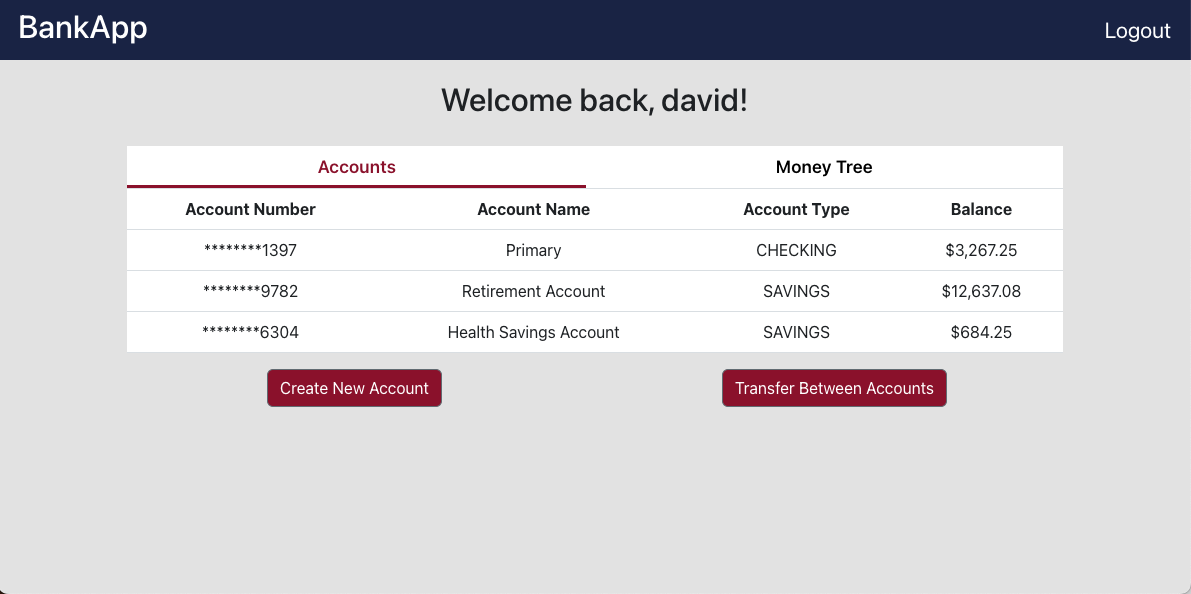 BankApp Logout
Welcome back, david!
Accounts Money Tree
Account Number Account Name Account Type Balance
********1397 Primary CHECKING $3,267.25
********9782 Retirement Account SAVINGS $12,637.08
********6304 Health Savings Account SAVINGS $684.25
Create New Account Transfer Between Accounts